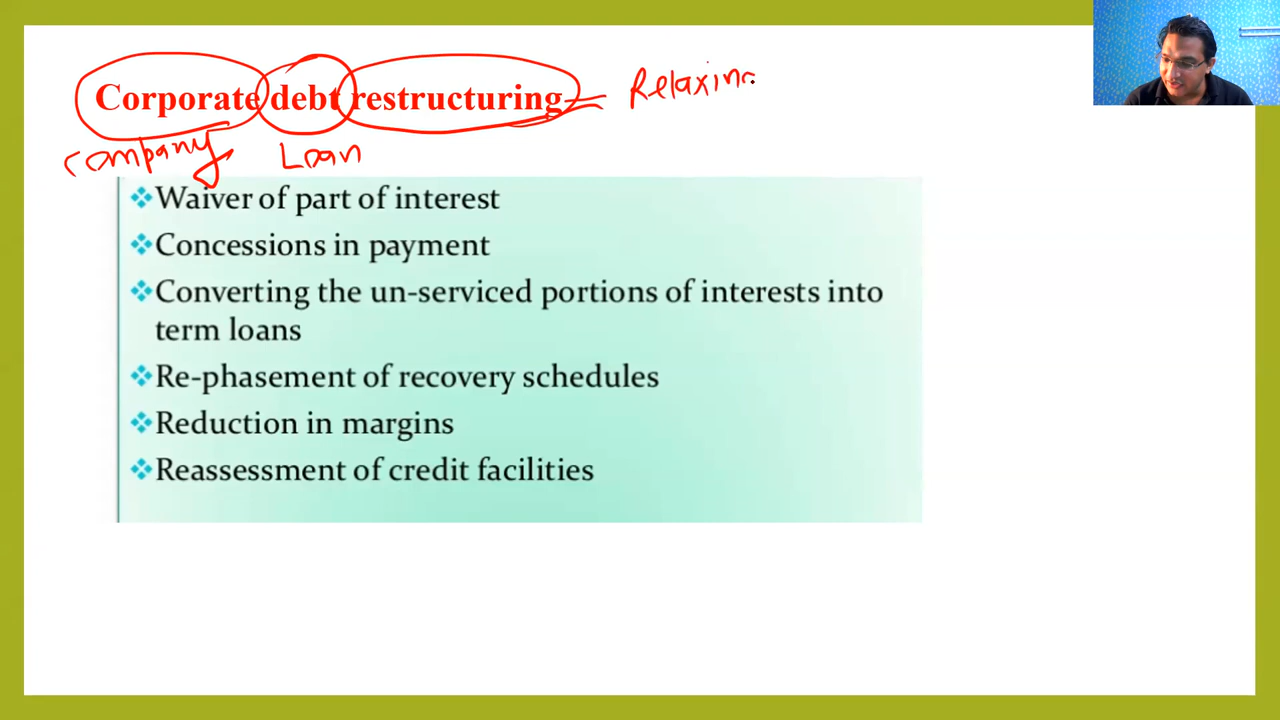 Corporate debt restructuring = Relaxing
company Loan
❖Waiver of part of interest
❖Concessions in payment
❖Converting the un-serviced portions of interests into
term loans
❖Re-phasement of recovery schedules
❖Reduction in margins
❖Reassessment of credit facilities